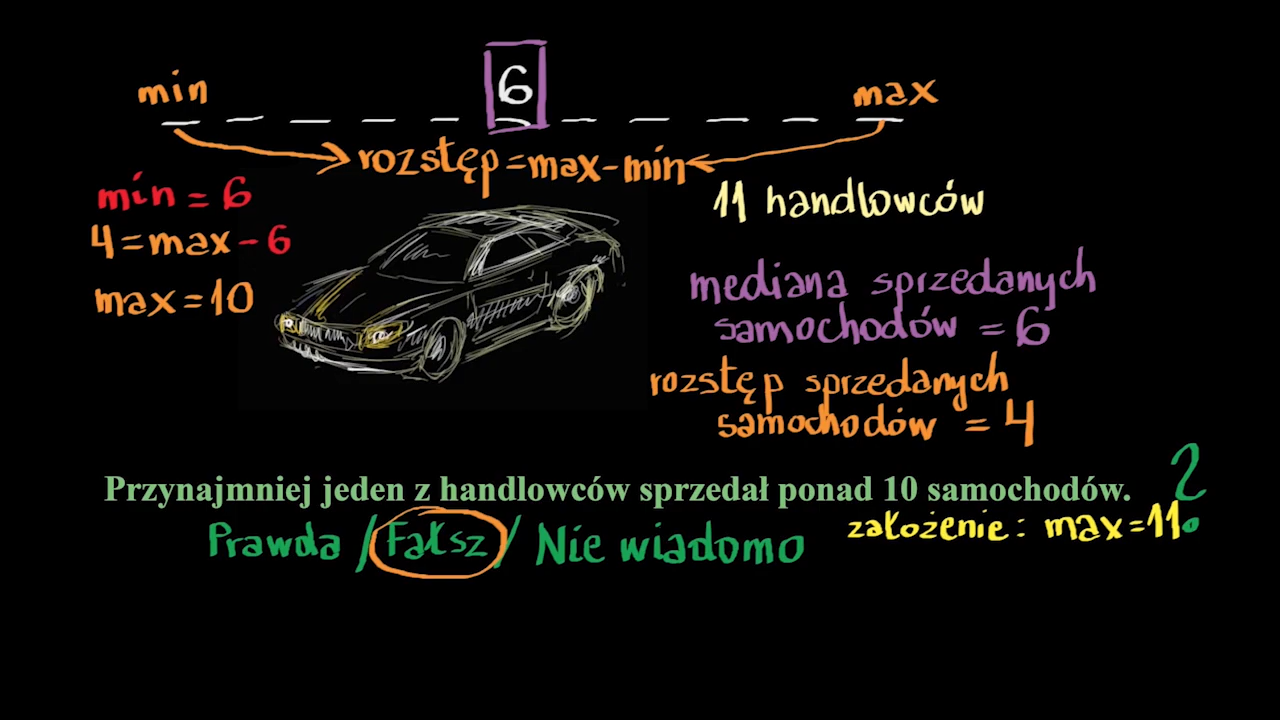 6
min
max
rozstęp=max-min
min = 6
11 handlowców
4=max-6
mediana sprzedanych
samochodów = 6
max=10
rozstęp sprzedanych
samochodów = 4
Przynajmniej jeden z handlowców sprzedał ponad 10 samochodów. ?
Prawda / Fałsz / Nie wiadomo
założenie: max=11